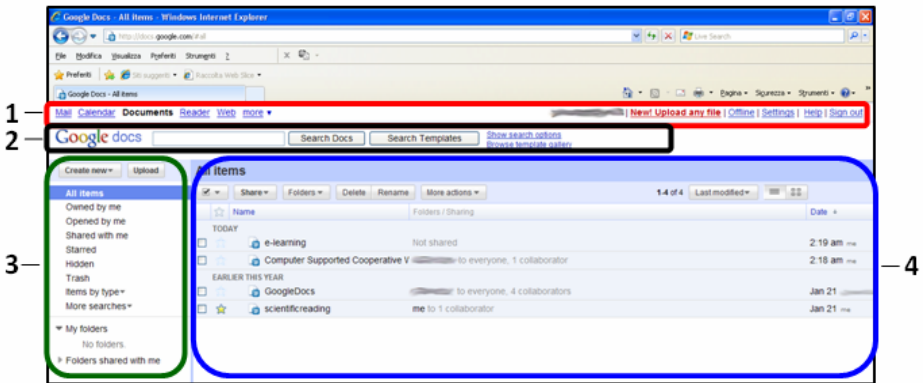 Google Docs - All Items - Windows Internet Explorer
http://docs.google.com/#all
Live Search
File Modifica Visualizza Preferiti Strumenti ?
Preferiti Siti suggeriti Raccolta Web Slice
Google Docs - All items Pagina Sicurezza Strumenti
1 Mail Calendar Documents Reader Web more | New! Upload any file | Offline | Settings | Help | Sign out
2 Google docs Search Docs Search Templates Show search options
Browse template gallery
Create new Upload
All items
All items
Owned by me
Opened by me
Shared with me
Starred
Hidden
Trash
Items by type
More searches
My folders
No folders
Folders shared with me
3
Share Folders Delete Rename More actions 1-4 of 4 Last modified
Name Folders / Sharing Date
TODAY
e-learning Not shared 2:19 am me
Computer Supported Cooperative to everyone, 1 collaborator 2:18 am me
EARLIER THIS YEAR
GoogleDocs to everyone, 4 collaborators Jan 21
scientificreading me to 1 collaborator Jan 21 me
4